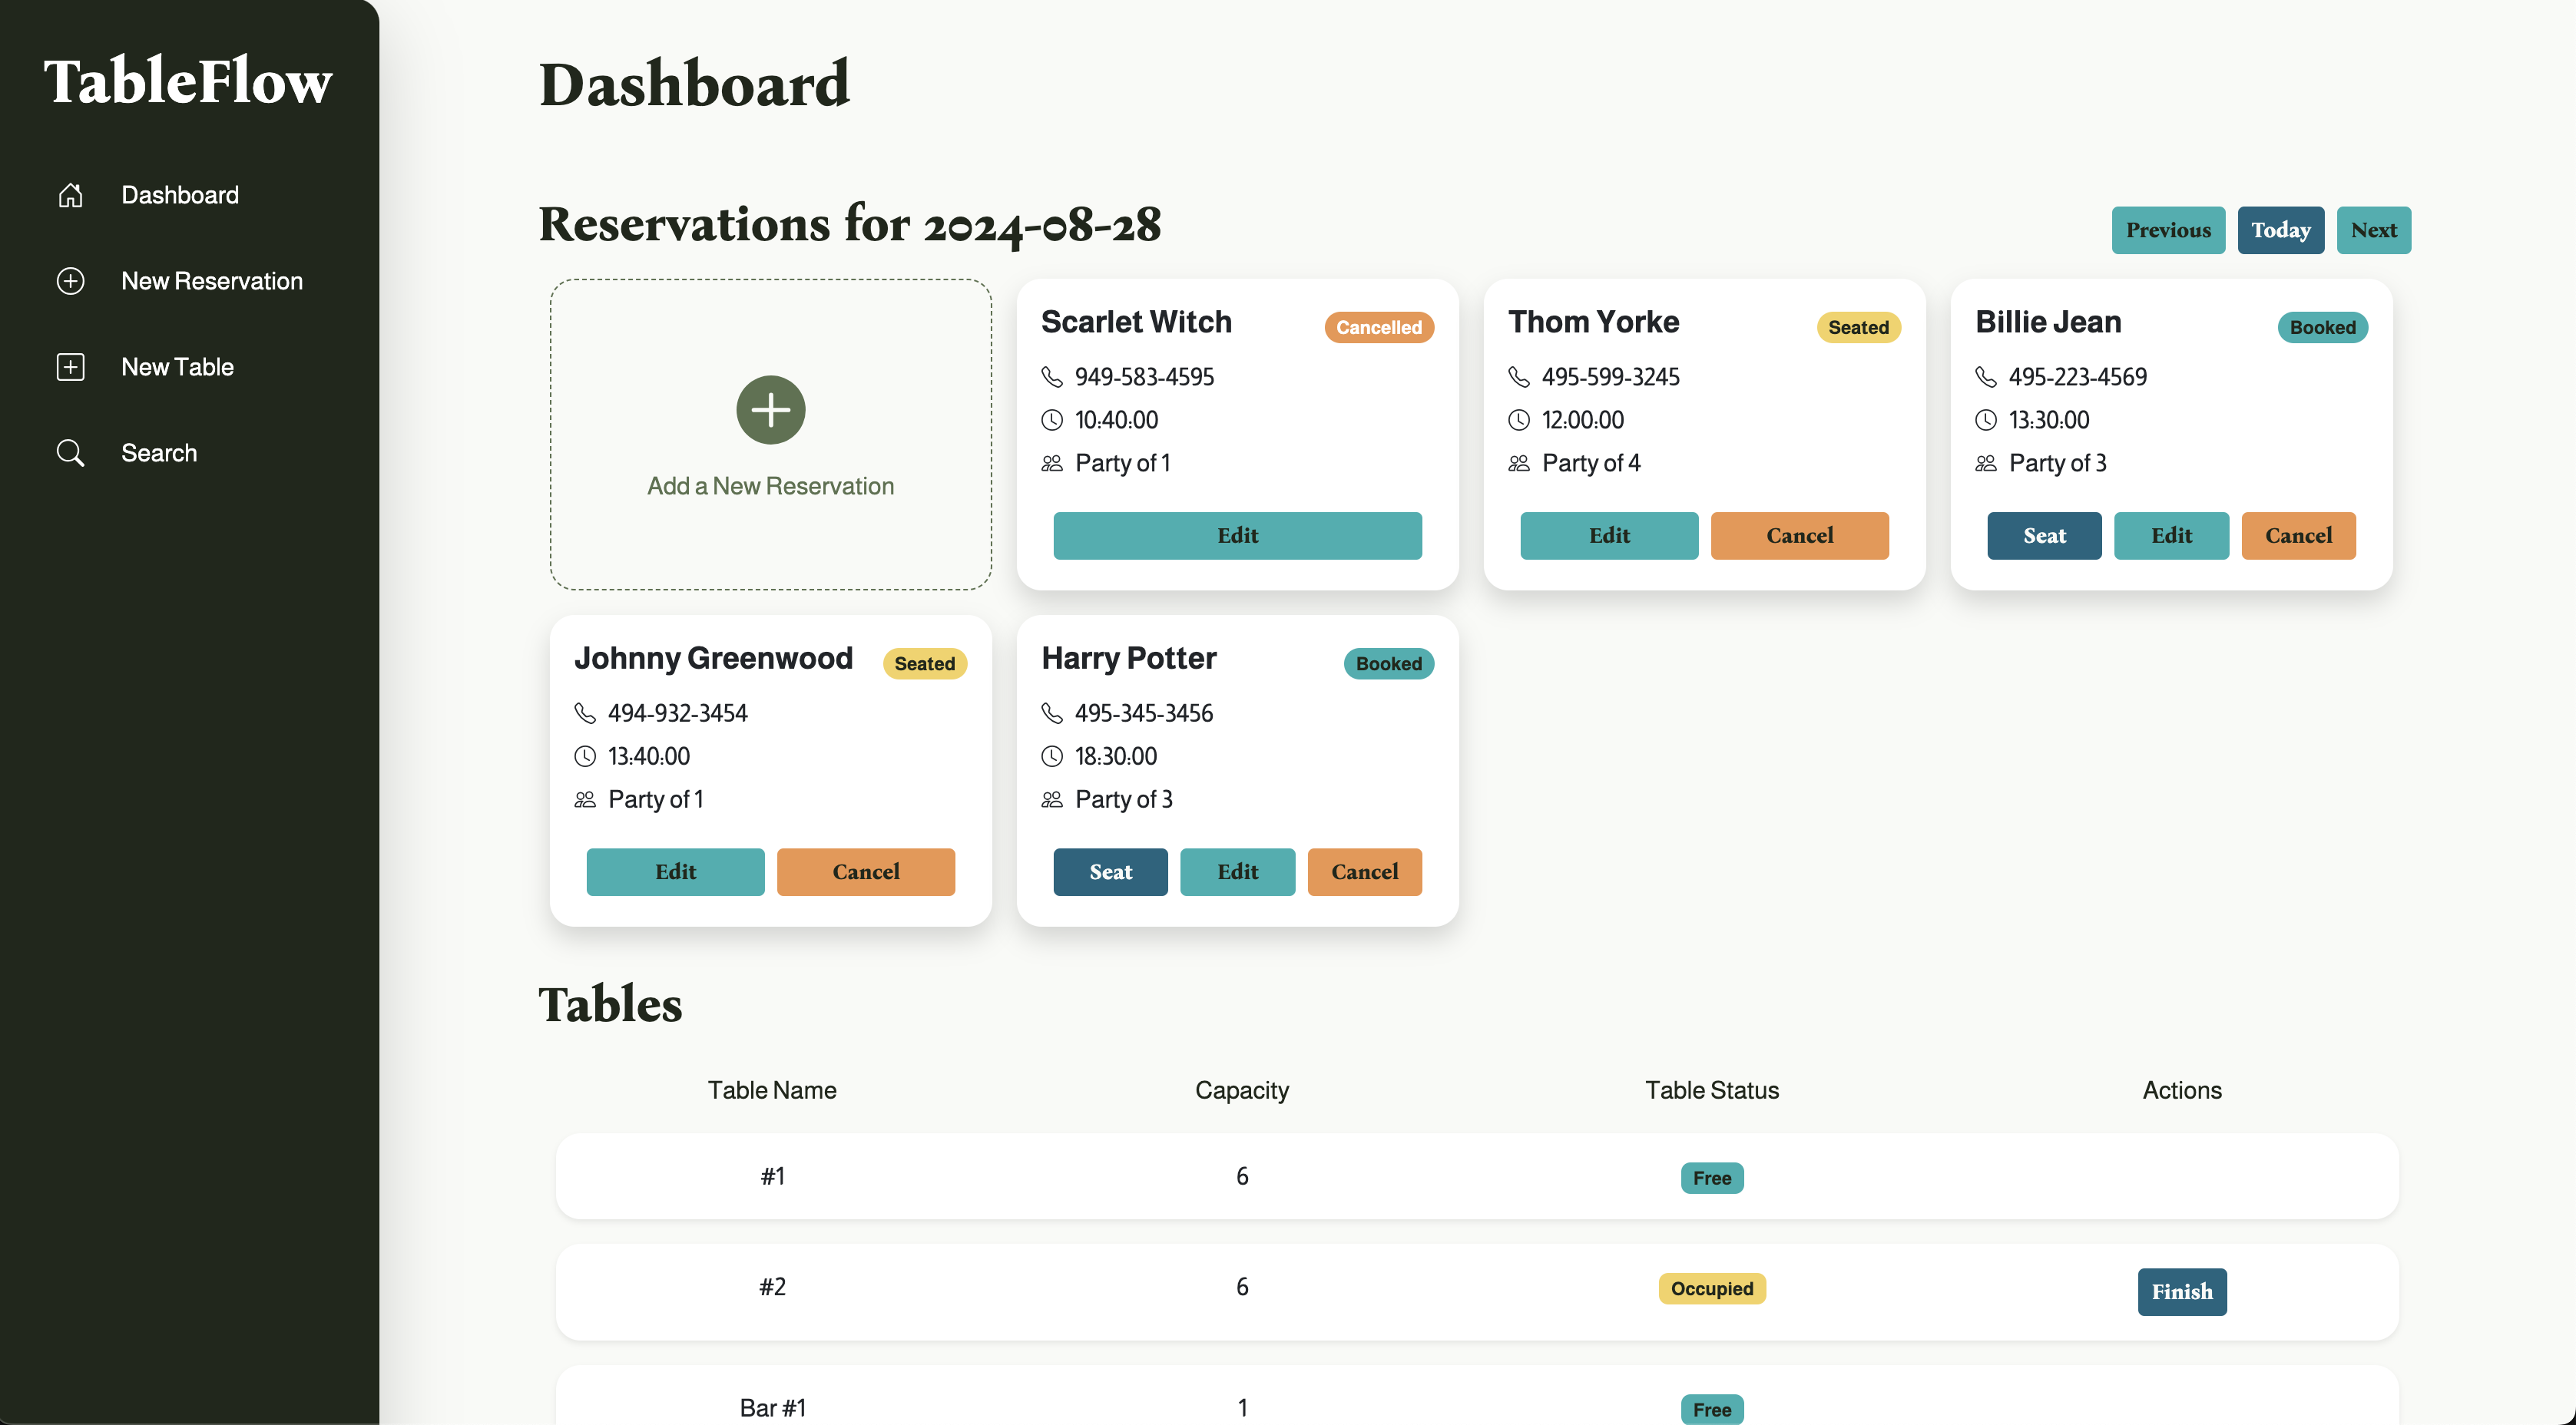 TableFlow
Dashboard
New Reservation
New Table
Search
Dashboard
Reservations for 2024-08-28
Previous
Today
Next
Add a New Reservation
Scarlet Witch
Cancelled
949-583-4595
10:40:00
Party of 1
Edit
Thom Yorke
Seated
495-599-3245
12:00:00
Party of 4
Edit
Cancel
Billie Jean
Booked
495-223-4569
13:30:00
Party of 3
Seat
Edit
Cancel
Johnny Greenwood
Seated
494-932-3454
13:40:00
Party of 1
Edit
Cancel
Harry Potter
Booked
495-345-3456
18:30:00
Party of 3
Seat
Edit
Cancel
Tables
Table Name Capacity Table Status Actions
#1 6 Free
#2 6 Occupied Finish
Bar #1 1 Free